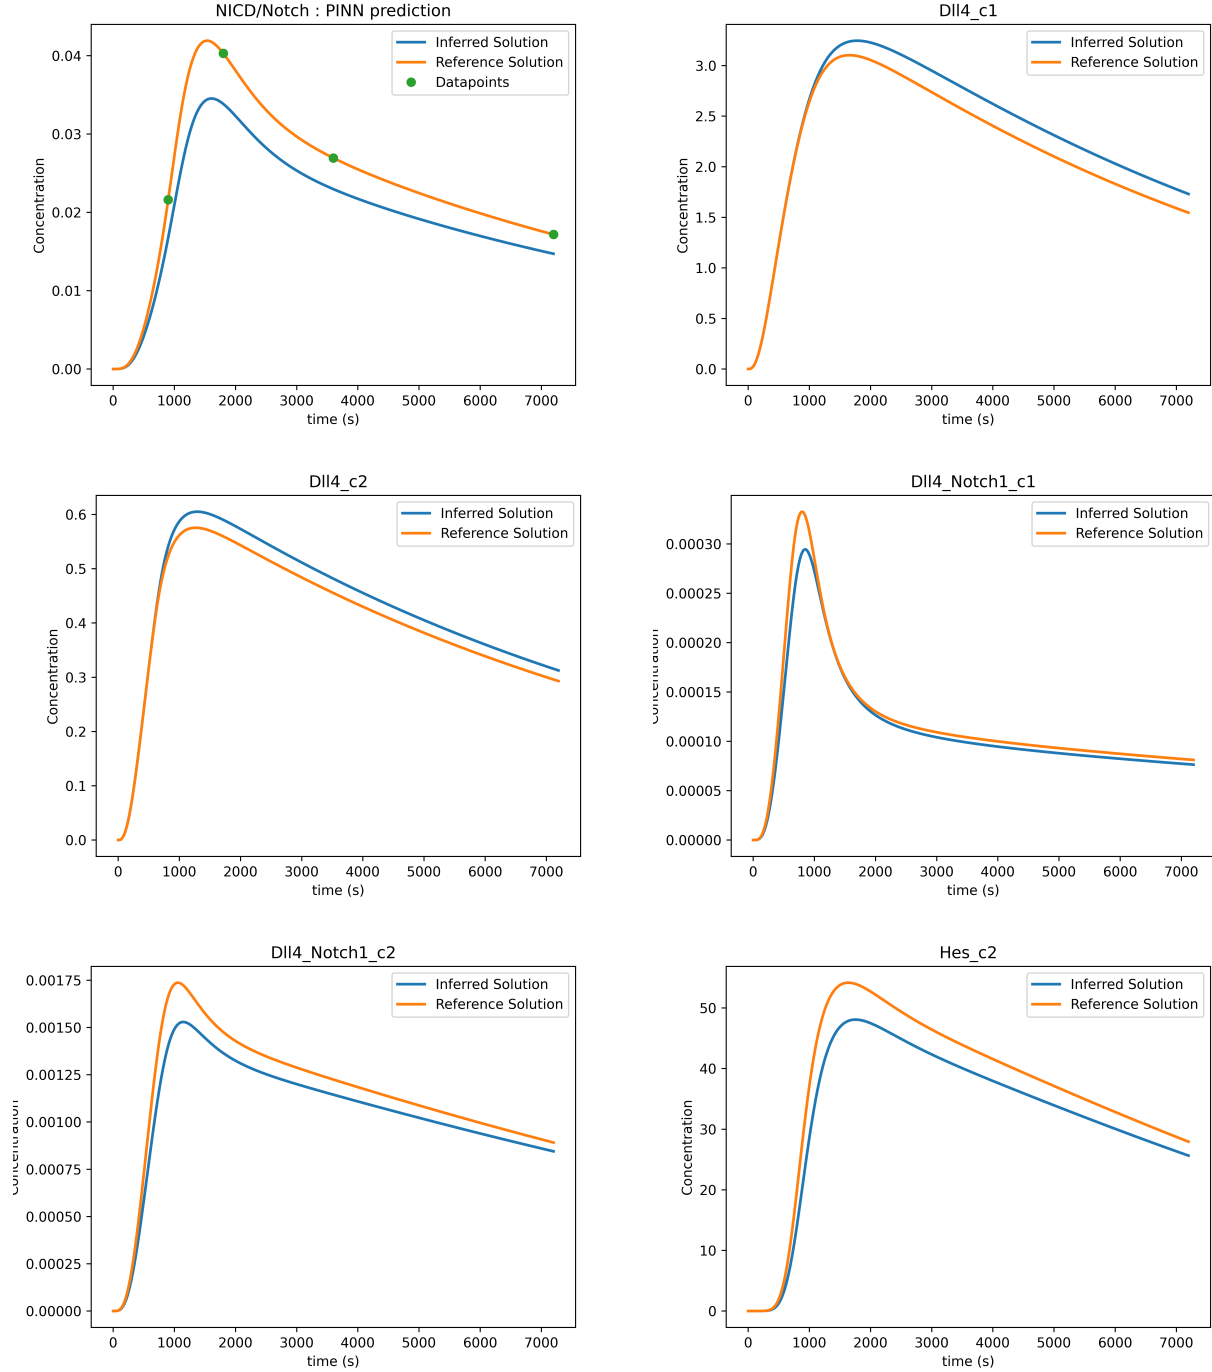 NICD/Notch : PINN prediction
Inferred Solution
Reference Solution
Datapoints
0.04
0.03
0.02
0.01
0.00
Concentration
0 1000 2000 3000 4000 5000 6000 7000
time (s)
Dll4_c1
Inferred Solution
Reference Solution
3.0
2.5
2.0
1.5
1.0
0.5
0.0
Concentration
0 1000 2000 3000 4000 5000 6000 7000
time (s)
Dll4_c2
Inferred Solution
Reference Solution
0.6
0.5
0.4
0.3
0.2
0.1
0.0
Concentration
0 1000 2000 3000 4000 5000 6000 7000
time (s)
Dll4_Notch1_c1
Inferred Solution
Reference Solution
0.00030
0.00025
0.00020
0.00015
0.00010
0.00005
0.00000
Concentration
0 1000 2000 3000 4000 5000 6000 7000
time (s)
Dll4_Notch1_c2
Inferred Solution
Reference Solution
0.00175
0.00150
0.00125
0.00100
0.00075
0.00050
0.00025
0.00000
Concentration
0 1000 2000 3000 4000 5000 6000 7000
time (s)
Hes_c2
Inferred Solution
Reference Solution
50
40
30
20
10
0
Concentration
0 1000 2000 3000 4000 5000 6000 7000
time (s)